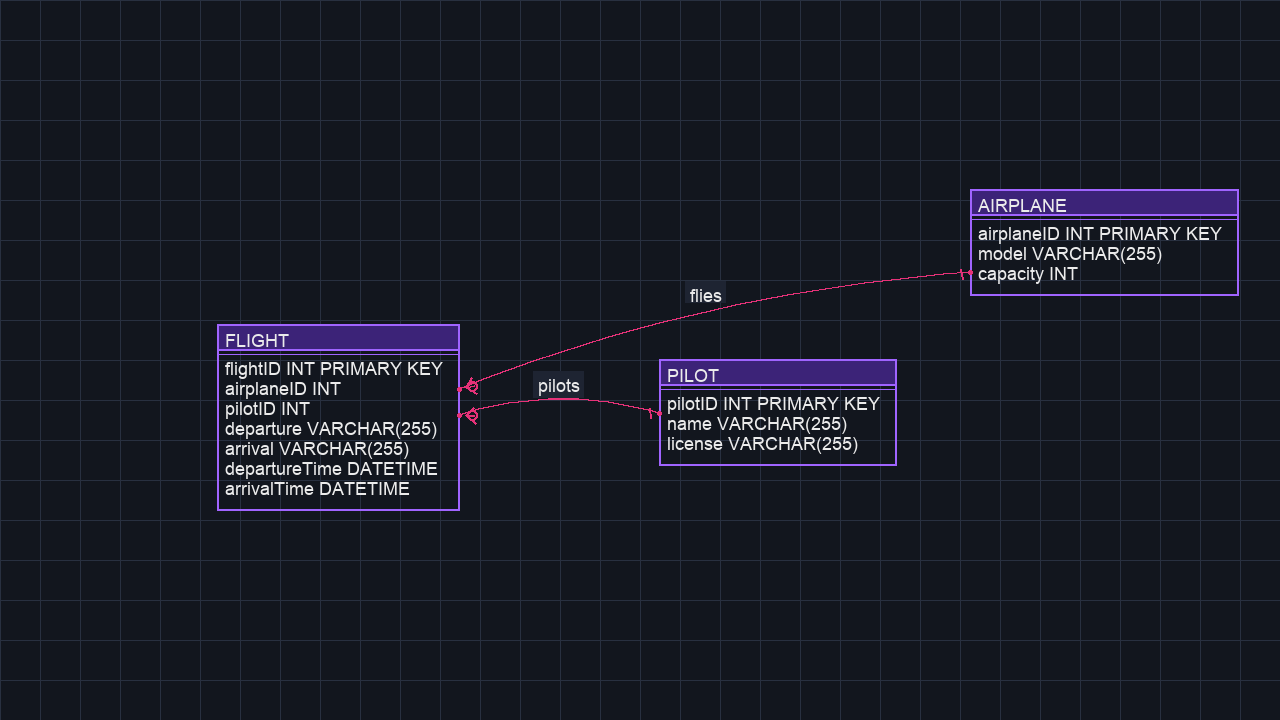 AIRPLANE
airplaneID INT PRIMARY KEY
model VARCHAR(255)
capacity INT
flies
FLIGHT
flightID INT PRIMARY KEY
airplaneID INT
pilotID INT
departure VARCHAR(255)
arrival VARCHAR(255)
departureTime DATETIME
arrivalTime DATETIME
pilots
PILOT
pilotID INT PRIMARY KEY
name VARCHAR(255)
license VARCHAR(255)